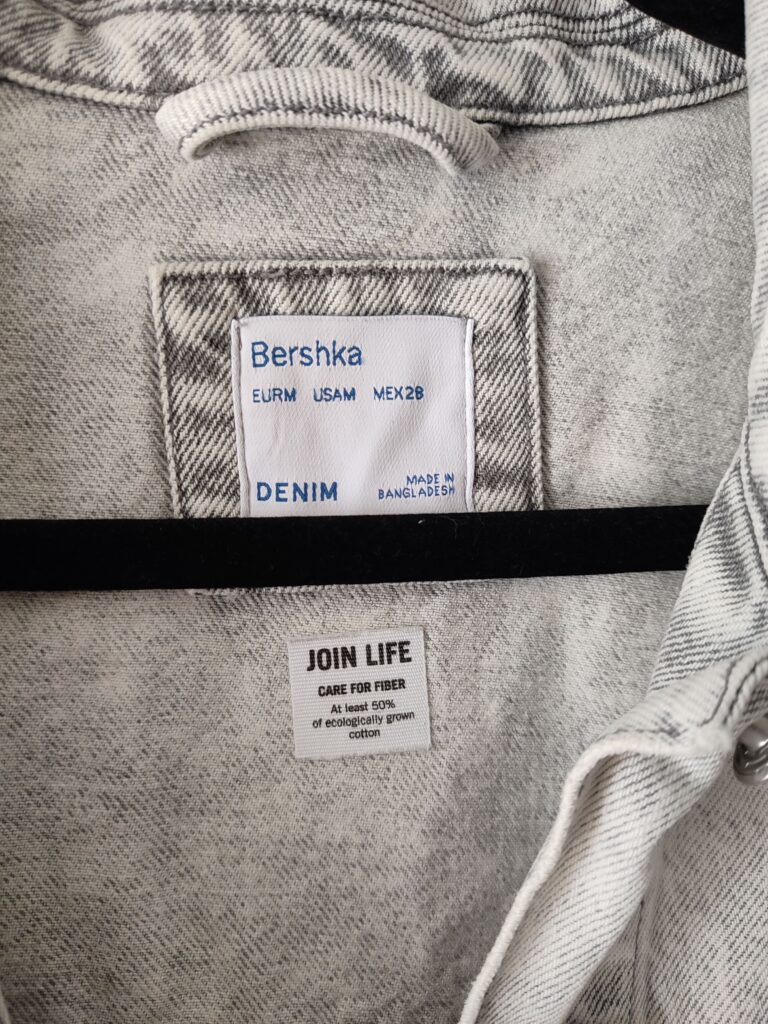 Bershka
EURM USAM MEX28
DENIM
MADE IN
BANGLADESH
JOIN LIFE
CARE FOR FIBER
At least 50%
of ecologically grown
cotton